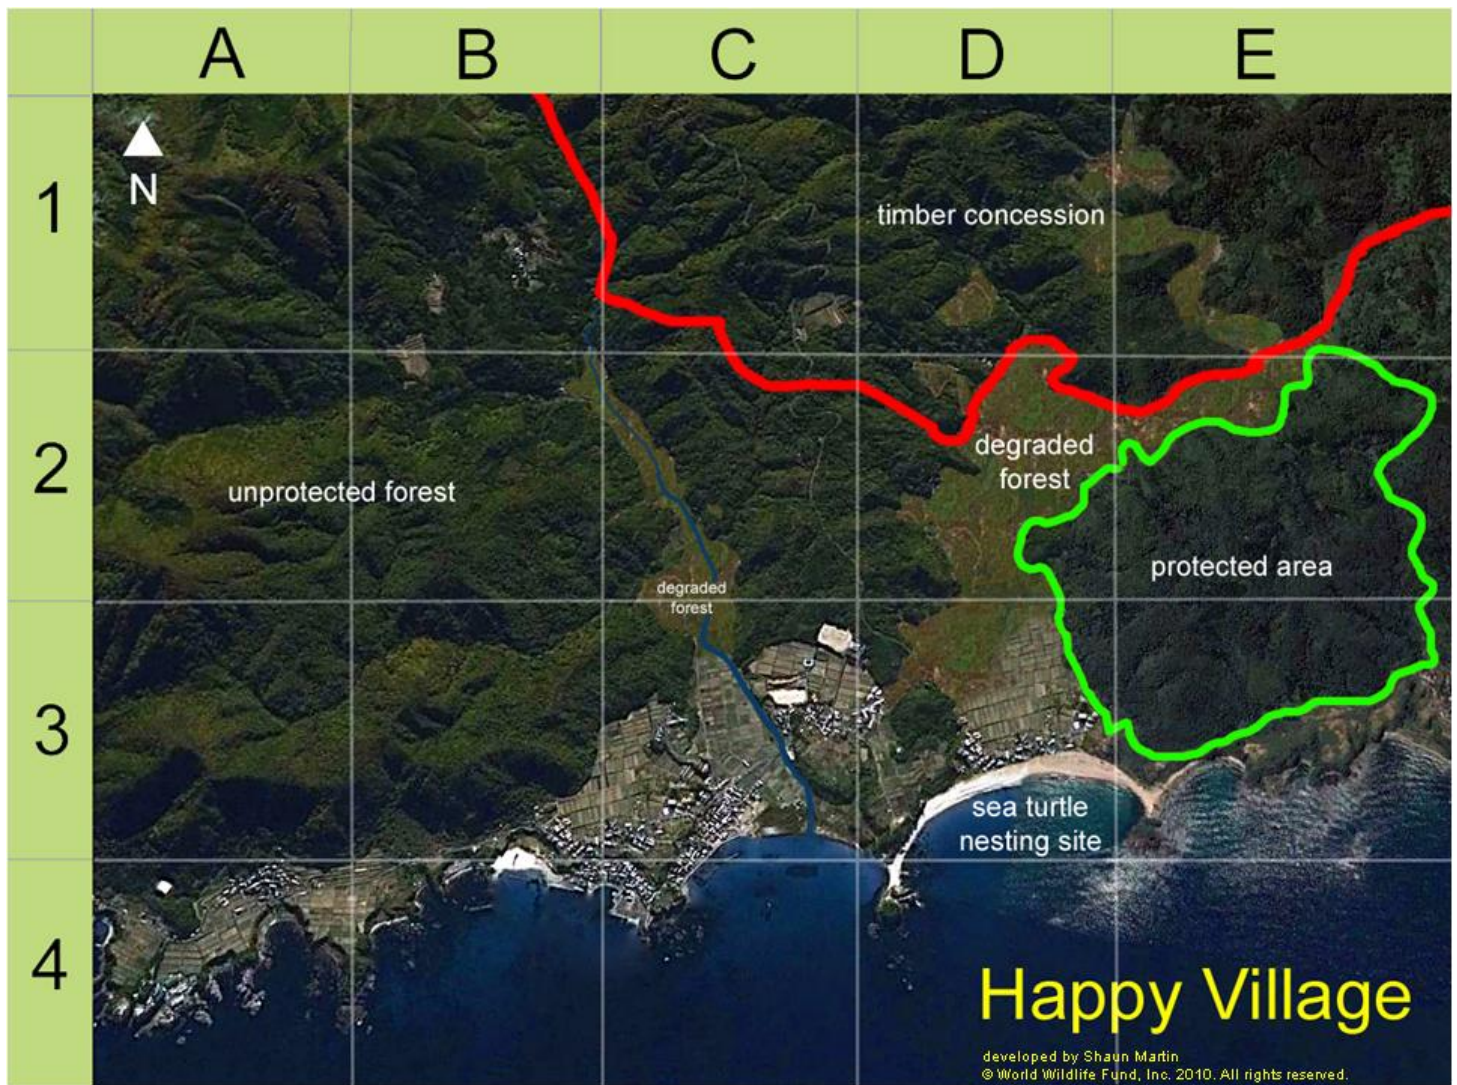 A B C D E
N
1
timber concession
2
degraded
forest
unprotected forest
protected area
degraded
forest
3
sea turtle
nesting site
4
Happy Village
developed by Shaun Martin
© World Wildlife Fund, Inc. 2010. All rights reserved.